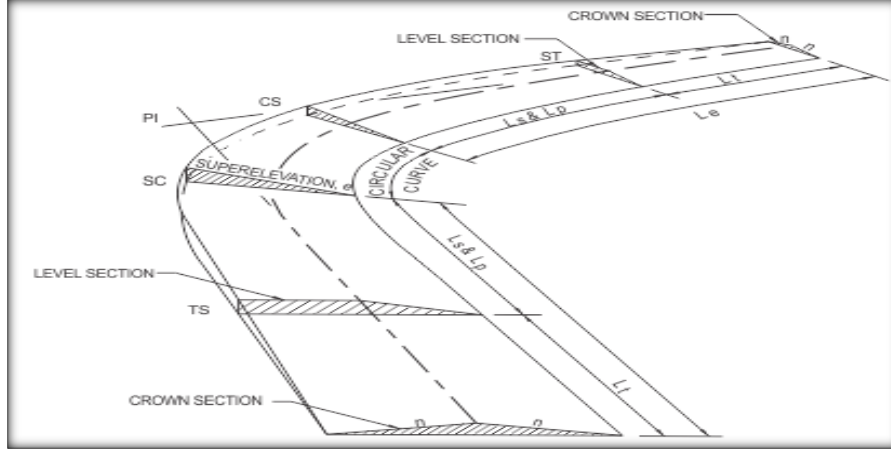 CROWN SECTION
n
n
LEVEL SECTION
ST
Lt
Ls & Lp
Le
CS
PI
CIRCULAR
CURVE
SUPERELEVATION, e
SC
Ls & Lp
LEVEL SECTION
TS
Lt
CROWN SECTION
n
n